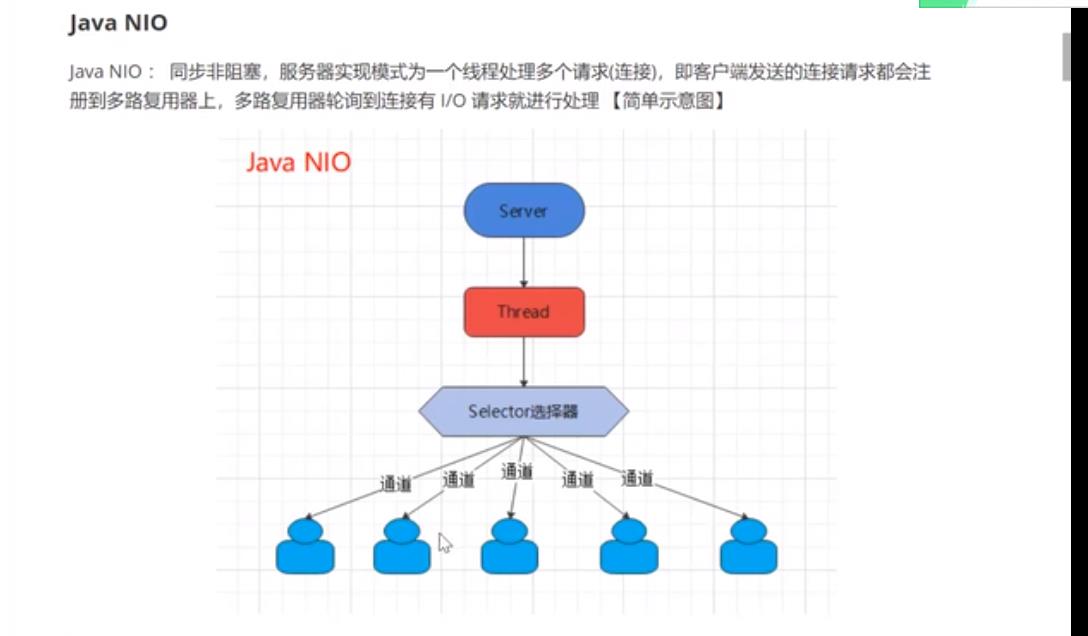 Java NIO
Java NIO： 同步非阻塞，服务器实现模式为一个线程处理多个请求(连接)，即客户端发送的连接请求都会注
册到多路复用器上，多路复用器轮询到连接有 I/O 请求就进行处理 【简单示意图】
Java NIO
Server
Thread
Selector选择器
通道
通道
通道
通道
通道